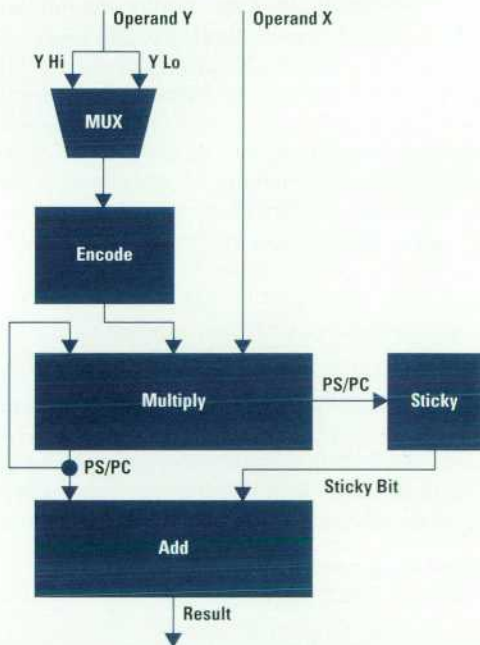 Operand Y
Operand X
Y Hi
Y Lo
MUX
Encode
Multiply
PS/PC
Sticky
PS/PC
Sticky Bit
Add
Result